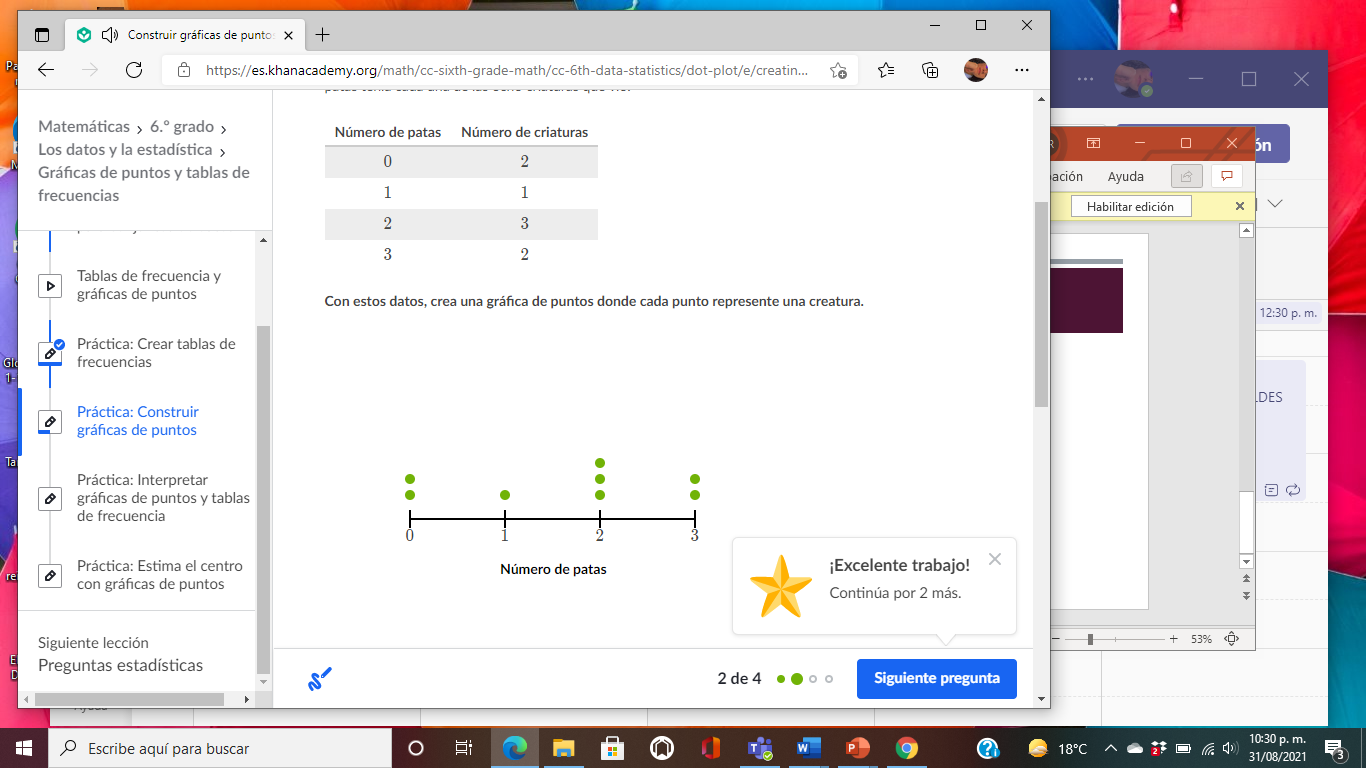 Construir gráficas de puntos
https://es.khanacademy.org/math/cc-sixth-grade-math/cc-6th-data-statistics/dot-plot/e/creatin...
Matemáticas › 6.º grado ›
Los datos y la estadística ›
Gráficas de puntos y tablas de
frecuencias
Tablas de frecuencia y
gráficas de puntos
Práctica: Crear tablas de
frecuencias
Práctica: Construir
gráficas de puntos
Práctica: Interpretar
gráficas de puntos y tablas
de frecuencia
Práctica: Estima el centro
con gráficas de puntos
Siguiente lección
Preguntas estadísticas
Número de patas Número de criaturas
0 2
1 1
2 3
3 2
Con estos datos, crea una gráfica de puntos donde cada punto represente una creatura.
0 1 2 3
Número de patas
¡Excelente trabajo!
Continúa por 2 más.
2 de 4
Siguiente pregunta
ón
ación Ayuda
Habilitar edición
12:30 p. m.
LDES
53%
Escribe aquí para buscar
18°C
10:30 p. m.
31/08/2021
3